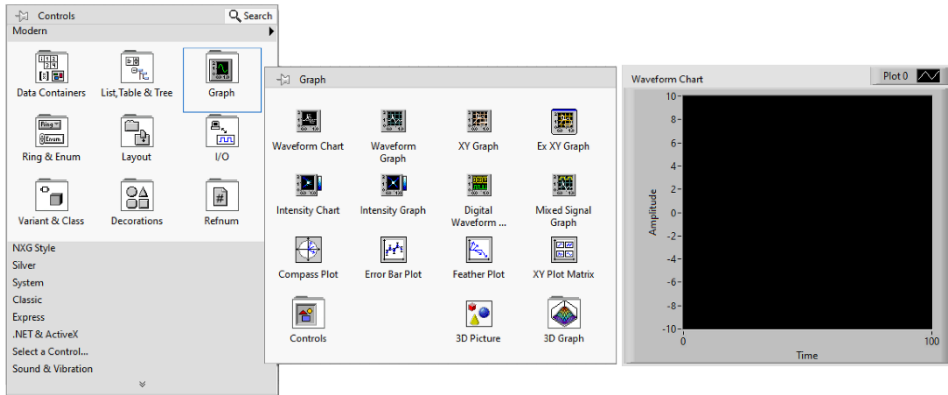 Controls
Search
Modern
Data Containers
List, Table & Tree
Graph
Ring & Enum
Layout
I/O
Variant & Class
Decorations
Refnum
NXG Style
Silver
System
Classic
Express
.NET & ActiveX
Select a Control...
Sound & Vibration
Graph
Waveform Chart
Waveform
Graph
XY Graph
Ex XY Graph
Intensity Chart
Intensity Graph
Digital
Waveform ...
Mixed Signal
Graph
Compass Plot
Error Bar Plot
Feather Plot
XY Plot Matrix
Controls
3D Picture
3D Graph
Waveform Chart
Plot 0
Amplitude
10
8
6
4
2
0
-2
-4
-6
-8
-10
0
100
Time